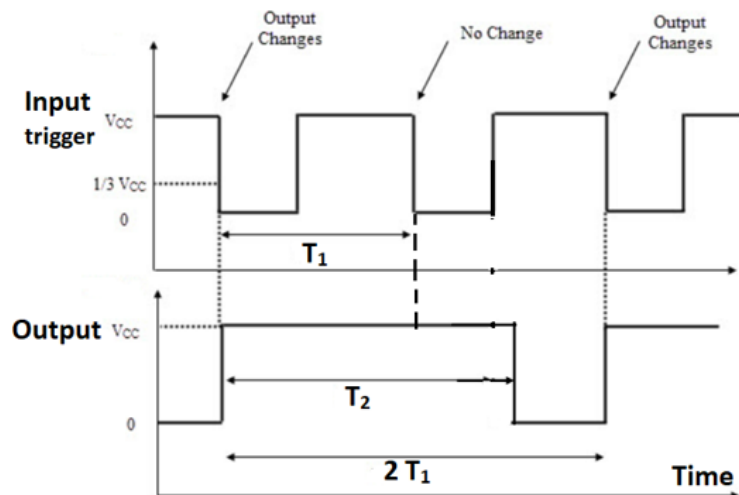 Output
Changes
No Change
Output
Changes
Input
trigger
Vcc
1/3 Vcc
0
T1
Output
Vcc
T2
0
2 T1
Time